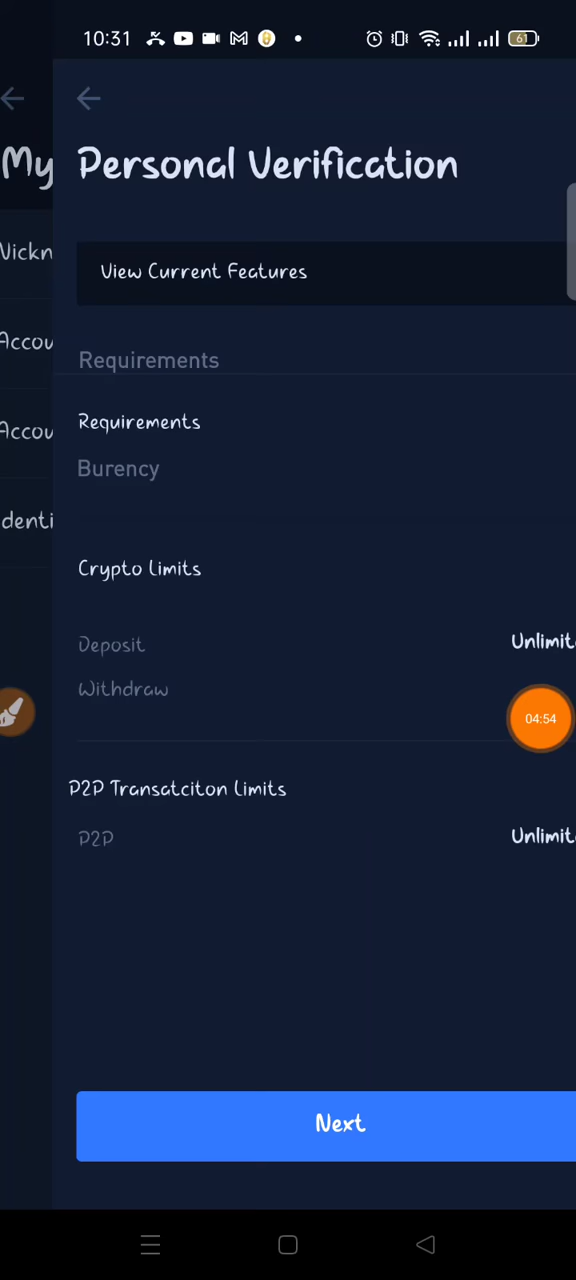 10:31
61
My
Nickn
Accou
Accou
denti
Personal Verification
View Current Features
Requirements
Requirements
Burency
Crypto Limits
Deposit
Unlimit
Withdraw
04:54
P2P Transatciton Limits
P2P
Unlimit
Next